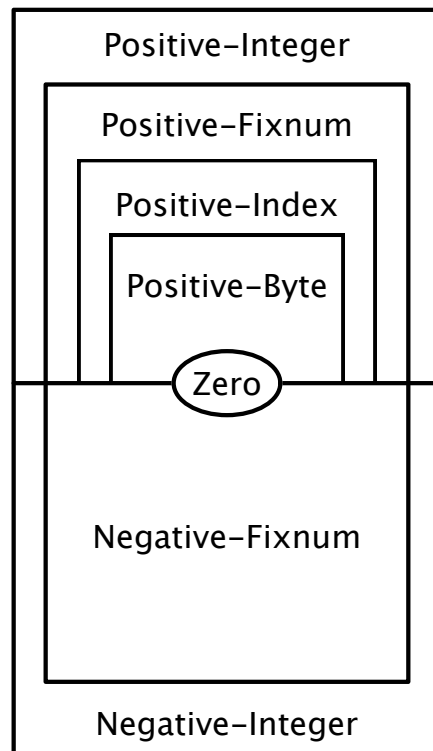 Positive–Integer
Positive–Fixnum
Positive–Index
Positive–Byte
Zero
Negative–Fixnum
Negative–Integer